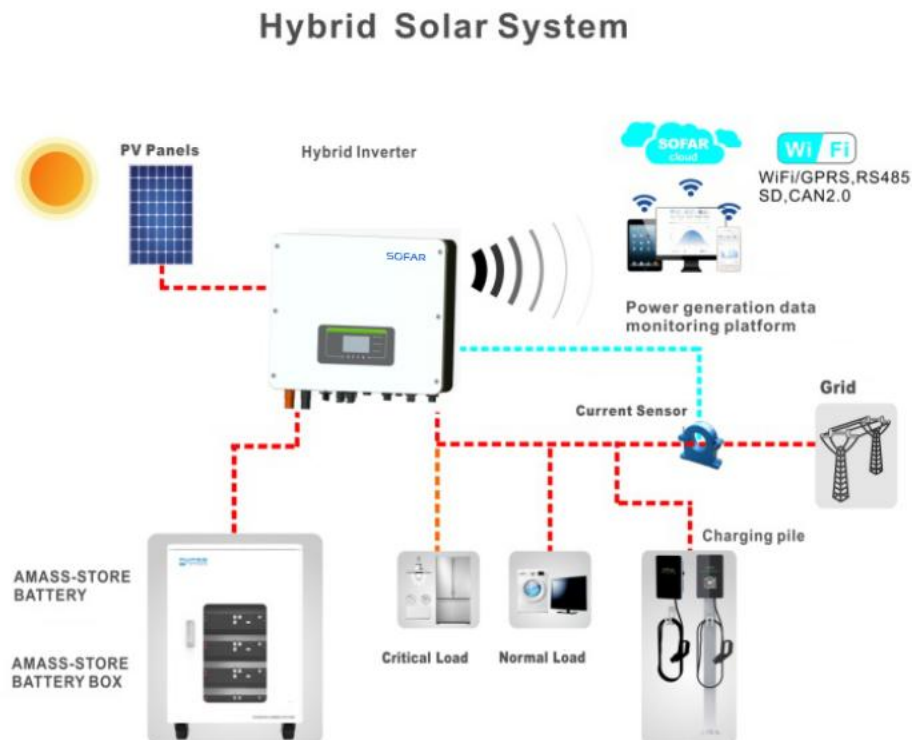 Hybrid Solar System
PV Panels
Hybrid Inverter
SOFAR
cloud
Wi Fi
WiFi/GPRS,RS485
SD,CAN2.0
SOFAR
Power generation data
monitoring platform
Grid
Current Sensor
Charging pile
AMASS-STORE
BATTERY
AMASS-STORE
BATTERY BOX
Critical Load
Normal Load